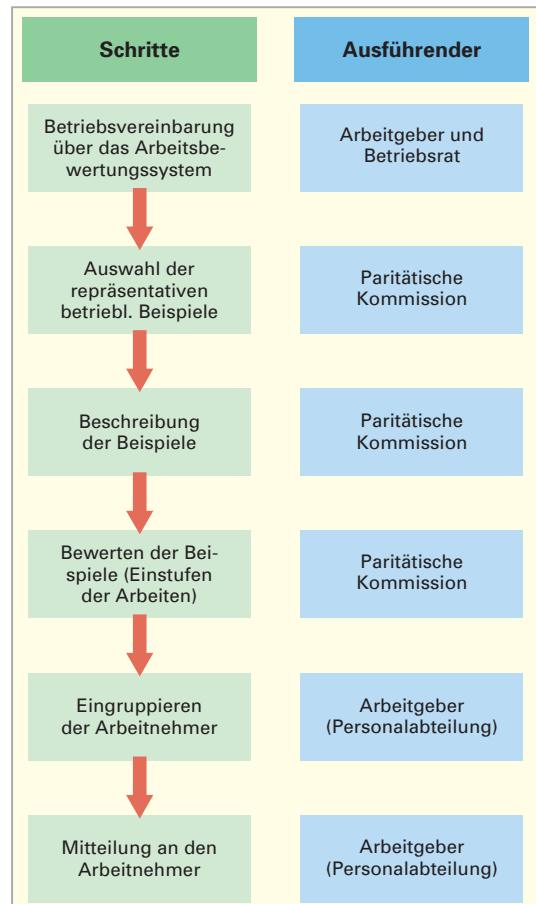 Schritte
Ausführender
Betriebsvereinbarung
über das Arbeitsbe-
wertungssystem
Arbeitgeber und
Betriebsrat
Auswahl der
repräsentativen
betriebl. Beispiele
Paritätische
Kommission
Beschreibung
der Beispiele
Paritätische
Kommission
Bewerten der Bei-
spiele (Einstufen
der Arbeiten)
Paritätische
Kommission
Eingruppieren
der Arbeitnehmer
Arbeitgeber
(Personalabteilung)
Mitteilung an den
Arbeitnehmer
Arbeitgeber
(Personalabteilung)